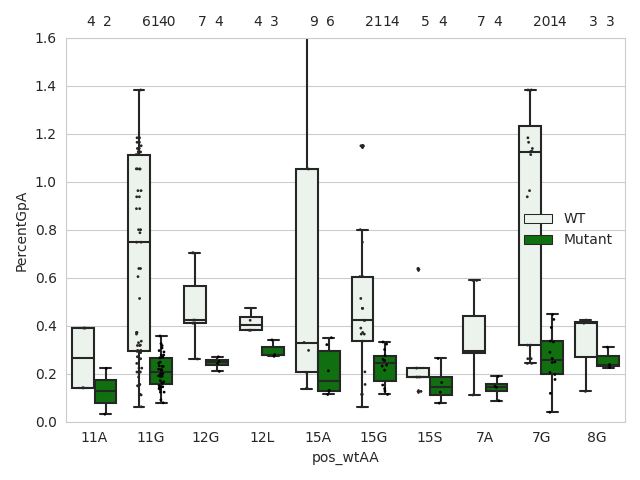 4 2 6140 7 4 4 3 9 6 2114 5 4 7 4 2014 3 3
1.6
1.4
1.2
1.0
0.8
0.6
0.4
0.2
0.0
PercentGpA
WT
Mutant
11A 11G 12G 12L 15A 15G 15S 7A 7G 8G
pos_wtAA